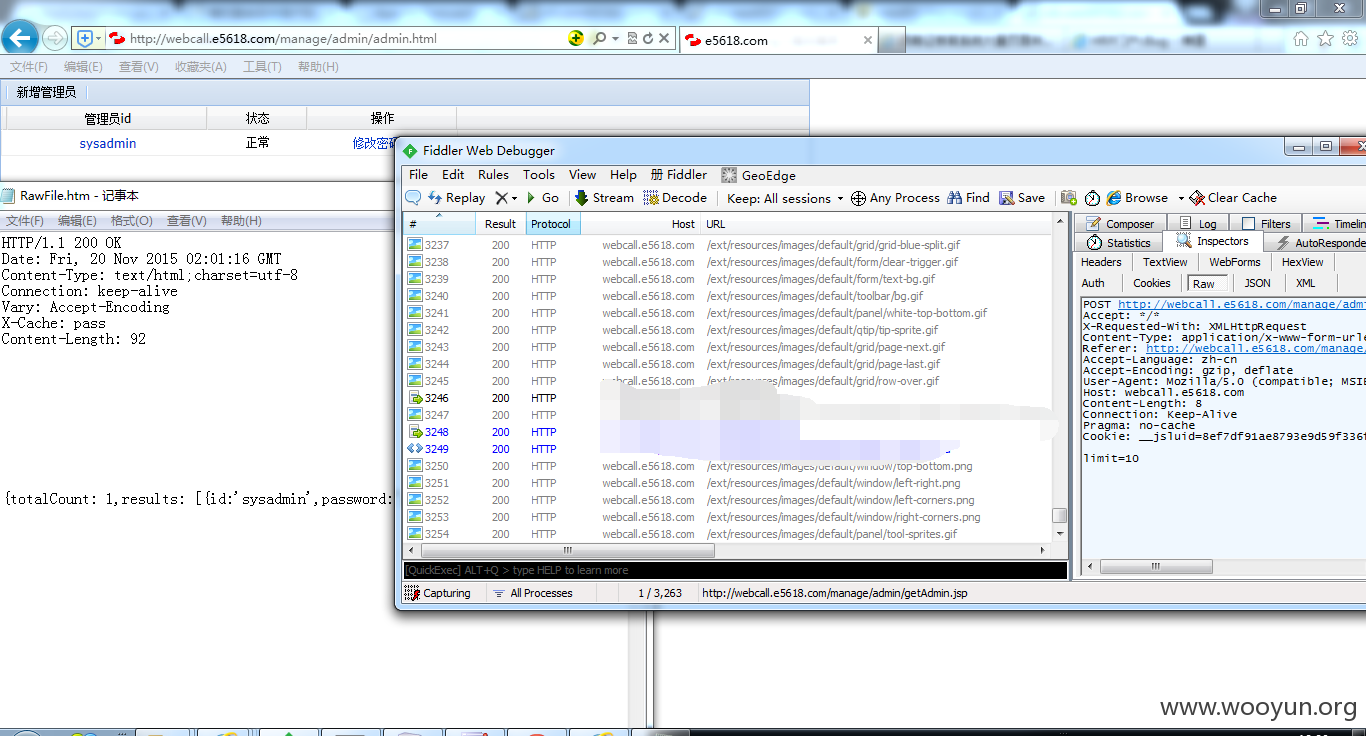 http://webcall.e5618.com/manage/admin/admin.html
e5618.com
文件(F) 编辑(E) 查看(V) 收藏夹(A) 工具(T) 帮助(H)
新增管理员
管理员id 状态 操作
sysadmin 正常 修改密
RawFile.htm - 记事本
文件(F) 编辑(E) 格式(O) 查看(V) 帮助(H)
HTTP/1.1 200 OK
Date: Fri, 20 Nov 2015 02:01:16 GMT
Content-Type: text/html;charset=utf-8
Connection: keep-alive
Vary: Accept-Encoding
X-Cache: pass
Content-Length: 92
{totalCount: 1,results: [{id:'sysadmin',password:
Fiddler Web Debugger
File Edit Rules Tools View Help 册 Fiddler GeoEdge
Replay Go Stream Decode Keep: All sessions Any Process Find Save Browse Clear Cache
# Result Protocol Host URL
3237 200 HTTP webcall.e5618.com /ext/resources/images/default/grid/grid-blue-split.gif
3238 200 HTTP webcall.e5618.com /ext/resources/images/default/form/clear-trigger.gif
3239 200 HTTP webcall.e5618.com /ext/resources/images/default/form/text-bg.gif
3240 200 HTTP webcall.e5618.com /ext/resources/images/default/toolbar/bg.gif
3241 200 HTTP webcall.e5618.com /ext/resources/images/default/panel/white-top-bottom.gif
3242 200 HTTP webcall.e5618.com /ext/resources/images/default/qtip/tip-sprite.gif
3243 200 HTTP webcall.e5618.com /ext/resources/images/default/grid/page-next.gif
3244 200 HTTP webcall.e5618.com /ext/resources/images/default/grid/page-last.gif
3245 200 HTTP webcall.e5618.com /ext/resources/images/default/grid/row-over.gif
3246 200 HTTP
3247 200 HTTP
3248 200 HTTP
3249 200 HTTP
3250 200 HTTP webcall.e5618.com /ext/resources/images/default/window/top-bottom.png
3251 200 HTTP webcall.e5618.com /ext/resources/images/default/window/left-right.png
3252 200 HTTP webcall.e5618.com /ext/resources/images/default/window/left-corners.png
3253 200 HTTP webcall.e5618.com /ext/resources/images/default/window/right-corners.png
3254 200 HTTP webcall.e5618.com /ext/resources/images/default/panel/tool-sprites.gif
[QuickExec] ALT+Q > type HELP to learn more
Capturing All Processes 1 / 3,263 http://webcall.e5618.com/manage/admin/getAdmin.jsp
Composer Log Filters Timelin
Statistics Inspectors AutoResponde
Headers TextView WebForms HexView
Auth Cookies Raw JSON XML
POST http://webcall.e5618.com/manage/adm
Accept: */*
X-Requested-With: XMLHttpRequest
Content-Type: application/x-www-form-urle
Referer: http://webcall.e5618.com/manage/
Accept-Language: zh-cn
Accept-Encoding: gzip, deflate
User-Agent: Mozilla/5.0 (compatible; MSIE
Host: webcall.e5618.com
Content-Length: 8
Connection: Keep-Alive
Pragma: no-cache
Cookie: __jsluid=8ef7df91ae8793e9d59f336f
limit=10
www.wooyun.org